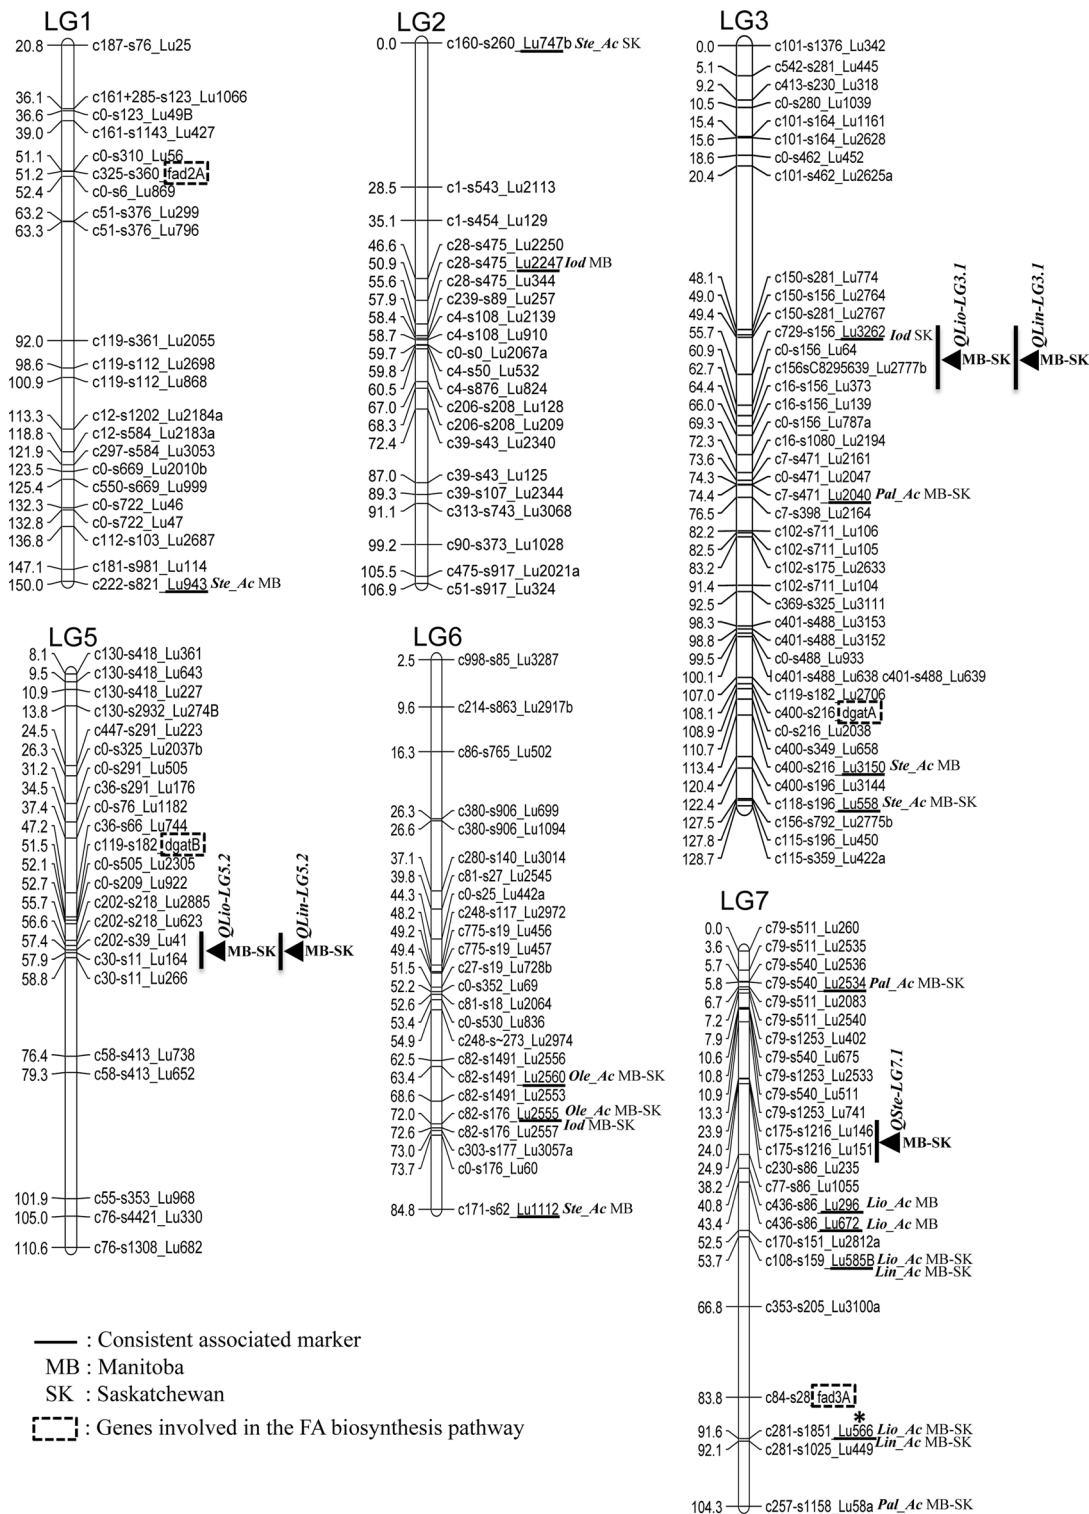 LG1
20.8 c187-s76_Lu25
36.1 c161+285-s123_Lu1066
36.6 c0-s123_Lu49B
39.0 c161-s1143_Lu427
51.1 c0-s310_Lu56
51.2 c325-s360 fad2A
52.4 c0-s6_Lu869
63.2 c51-s376_Lu299
63.3 c51-s376_Lu796
92.0 c119-s361_Lu2055
98.6 c119-s112_Lu2698
100.9 c119-s112_Lu868
113.3 c12-s1202_Lu2184a
118.8 c12-s584_Lu2183a
121.9 c297-s584_Lu3053
123.5 c0-s669_Lu2010b
125.4 c550-s669_Lu999
132.3 c0-s722_Lu46
132.8 c0-s722_Lu47
136.8 c112-s103_Lu2687
147.1 c181-s981_Lu114
150.0 c222-s821_Lu943 Ste_Ac MB
LG2
0.0 c160-s260_Lu747b Ste_Ac SK
28.5 c1-s543_Lu2113
35.1 c1-s454_Lu129
46.6 c28-s475_Lu2250
50.9 c28-s475_Lu2247 Iod MB
55.6 c28-s475_Lu344
57.9 c239-s89_Lu257
58.4 c4-s108_Lu2139
58.7 c4-s108_Lu910
59.7 c0-s0_Lu2067a
59.8 c4-s50_Lu532
60.5 c4-s876_Lu824
67.0 c206-s208_Lu128
68.3 c206-s208_Lu209
72.4 c39-s43_Lu2340
87.0 c39-s43_Lu125
89.3 c39-s107_Lu2344
91.1 c313-s743_Lu3068
99.2 c90-s373_Lu1028
105.5 c475-s917_Lu2021a
106.9 c51-s917_Lu324
LG3
0.0 c101-s1376_Lu342
5.1 c542-s281_Lu445
9.2 c413-s230_Lu318
10.5 c0-s280_Lu1039
15.4 c101-s164_Lu1161
15.6 c101-s164_Lu2628
18.6 c0-s462_Lu452
20.4 c101-s462_Lu2625a
48.1 c150-s281_Lu774
49.0 c150-s156_Lu2764
49.4 c150-s281_Lu2767
55.7 c729-s156_Lu3262 Iod SK
60.9 c0-s156_Lu64
62.7 c156sC8295639_Lu2777b
64.4 c16-s156_Lu373
66.0 c16-s156_Lu139
69.3 c0-s156_Lu787a
72.3 c16-s1080_Lu2194
73.6 c7-s471_Lu2161
74.3 c0-s471_Lu2047
74.4 c7-s471_Lu2040 Pal_Ac MB-SK
76.5 c7-s398_Lu2164
82.2 c102-s711_Lu106
82.5 c102-s711_Lu105
83.2 c102-s175_Lu2633
91.4 c102-s711_Lu104
92.5 c369-s325_Lu3111
98.3 c401-s488_Lu3153
98.8 c401-s488_Lu3152
99.5 c0-s488_Lu933
100.1 c401-s488_Lu638 c401-s488_Lu639
107.0 c119-s182_Lu2706
108.1 c400-s216 dgatA
108.9 c0-s216_Lu2038
110.7 c400-s349_Lu658
113.4 c400-s216_Lu3150 Ste_Ac MB
120.4 c400-s196_Lu3144
122.4 c118-s196_Lu558 Ste_Ac MB-SK
127.5 c156-s792_Lu2775b
127.8 c115-s196_Lu450
128.7 c115-s359_Lu422a
QLio-LG3.1
MB-SK
QLin-LG3.1
MB-SK
LG5
8.1 c130-s418_Lu361
9.5 c130-s418_Lu643
10.9 c130-s418_Lu227
13.8 c130-s2932_Lu274B
24.5 c447-s291_Lu223
26.3 c0-s325_Lu2037b
31.2 c0-s291_Lu505
34.5 c36-s291_Lu176
37.4 c0-s76_Lu1182
47.2 c36-s66_Lu744
51.5 c119-s182 dgatB
52.1 c0-s505_Lu2305
52.7 c0-s209_Lu922
55.7 c202-s218_Lu2885
56.6 c202-s218_Lu623
57.4 c202-s39_Lu41
57.9 c30-s11_Lu164
58.8 c30-s11_Lu266
76.4 c58-s413_Lu738
79.3 c58-s413_Lu652
101.9 c55-s353_Lu968
105.0 c76-s4421_Lu330
110.6 c76-s1308_Lu682
QLio-LG5.2
MB-SK
QLin-LG5.2
MB-SK
LG6
2.5 c998-s85_Lu3287
9.6 c214-s863_Lu2917b
16.3 c86-s765_Lu502
26.3 c380-s906_Lu699
26.6 c380-s906_Lu1094
37.1 c280-s140_Lu3014
39.8 c81-s27_Lu2545
44.3 c0-s25_Lu442a
48.2 c248-s117_Lu2972
49.2 c775-s19_Lu456
49.4 c775-s19_Lu457
51.5 c27-s19_Lu728b
52.2 c0-s352_Lu69
52.6 c81-s18_Lu2064
53.4 c0-s530_Lu836
54.9 c248-s~273_Lu2974
62.5 c82-s1491_Lu2556
63.4 c82-s1491_Lu2560 Ole_Ac MB-SK
68.6 c82-s1491_Lu2553
72.0 c82-s176_Lu2555 Ole_Ac MB-SK
Iod MB-SK
72.6 c82-s176_Lu2557
73.0 c303-s177_Lu3057a
73.7 c0-s176_Lu60
84.8 c171-s62_Lu1112 Ste_Ac MB
LG7
0.0 c79-s511_Lu260
3.6 c79-s511_Lu2535
5.7 c79-s540_Lu2536
5.8 c79-s540_Lu2534 Pal_Ac MB-SK
6.7 c79-s511_Lu2083
7.2 c79-s511_Lu2540
7.9 c79-s1253_Lu402
10.6 c79-s540_Lu675
10.8 c79-s1253_Lu2533
10.9 c79-s540_Lu511
13.3 c79-s1253_Lu741
23.9 c175-s1216_Lu146
24.0 c175-s1216_Lu151
24.9 c230-s86_Lu235
38.2 c77-s86_Lu1055
40.8 c436-s86_Lu296 Lio_Ac MB
43.4 c436-s86_Lu672 Lio_Ac MB
52.5 c170-s151_Lu2812a
53.7 c108-s159_Lu585B Lio_Ac MB-SK
Lin_Ac MB-SK
66.8 c353-s205_Lu3100a
83.8 c84-s28 fad3A
*
91.6 c281-s1851_Lu566 Lio_Ac MB-SK
Lin_Ac MB-SK
92.1 c281-s1025_Lu449
104.3 c257-s1158_Lu58a Pal_Ac MB-SK
QSte-LG7.1
MB-SK
: Consistent associated marker
MB : Manitoba
SK : Saskatchewan
: Genes involved in the FA biosynthesis pathway